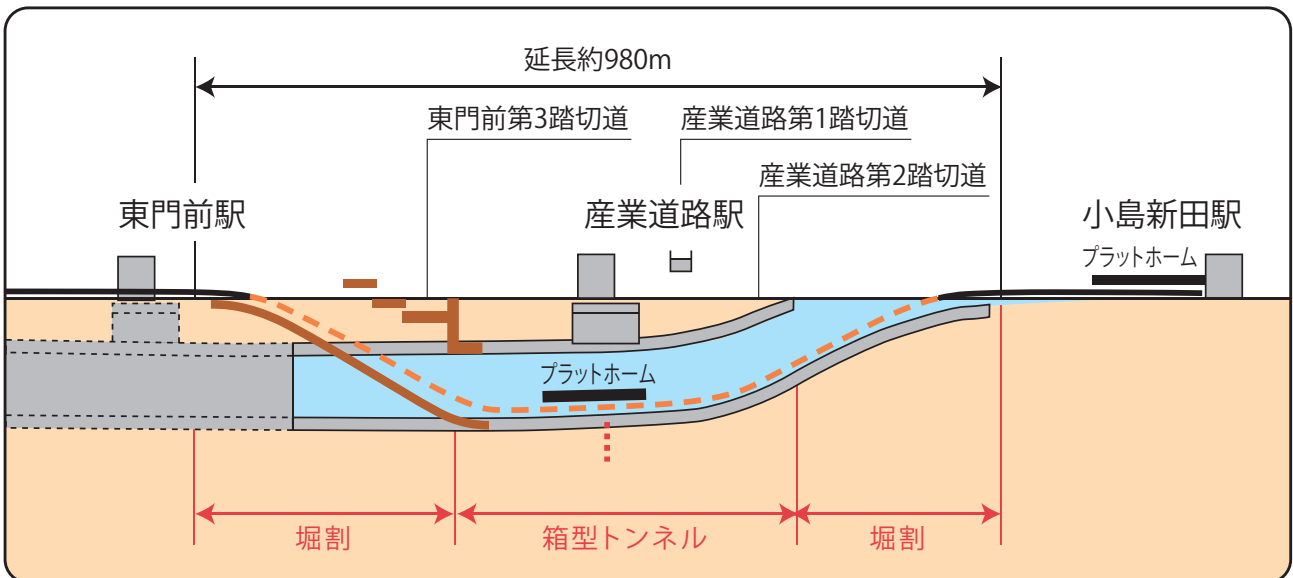 延長約980m
東門前第3踏切道
産業道路第1踏切道
産業道路第2踏切道
東門前駅
産業道路駅
小島新田駅
プラットホーム
プラットホーム
堀割
箱型トンネル
堀割